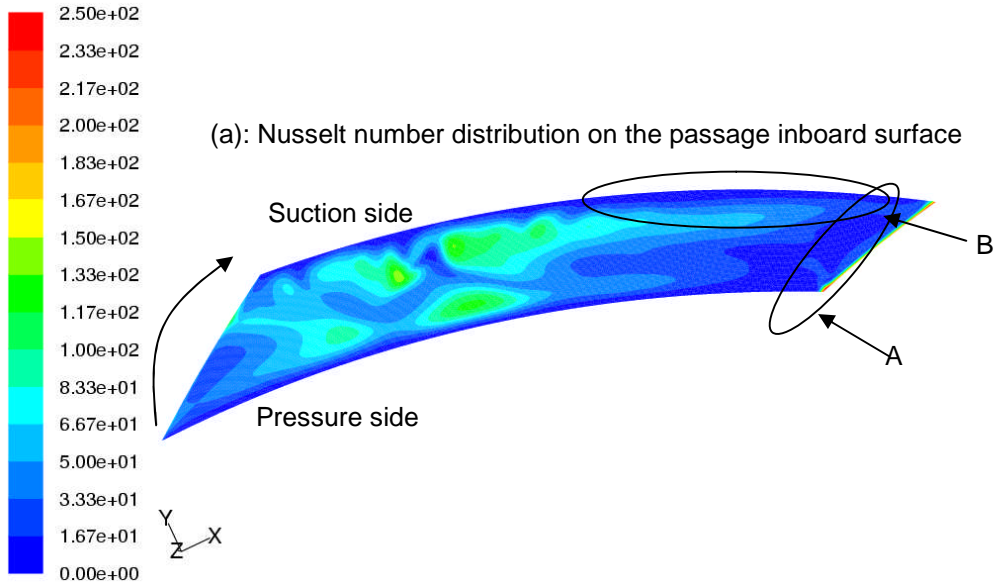 2.50e+02
2.33e+02
2.17e+02
2.00e+02
1.83e+02
1.67e+02
1.50e+02
1.33e+02
1.17e+02
1.00e+02
8.33e+01
6.67e+01
5.00e+01
3.33e+01
1.67e+01
0.00e+00
(a): Nusselt number distribution on the passage inboard surface
Suction side
B
A
Pressure side
Y
X
Z